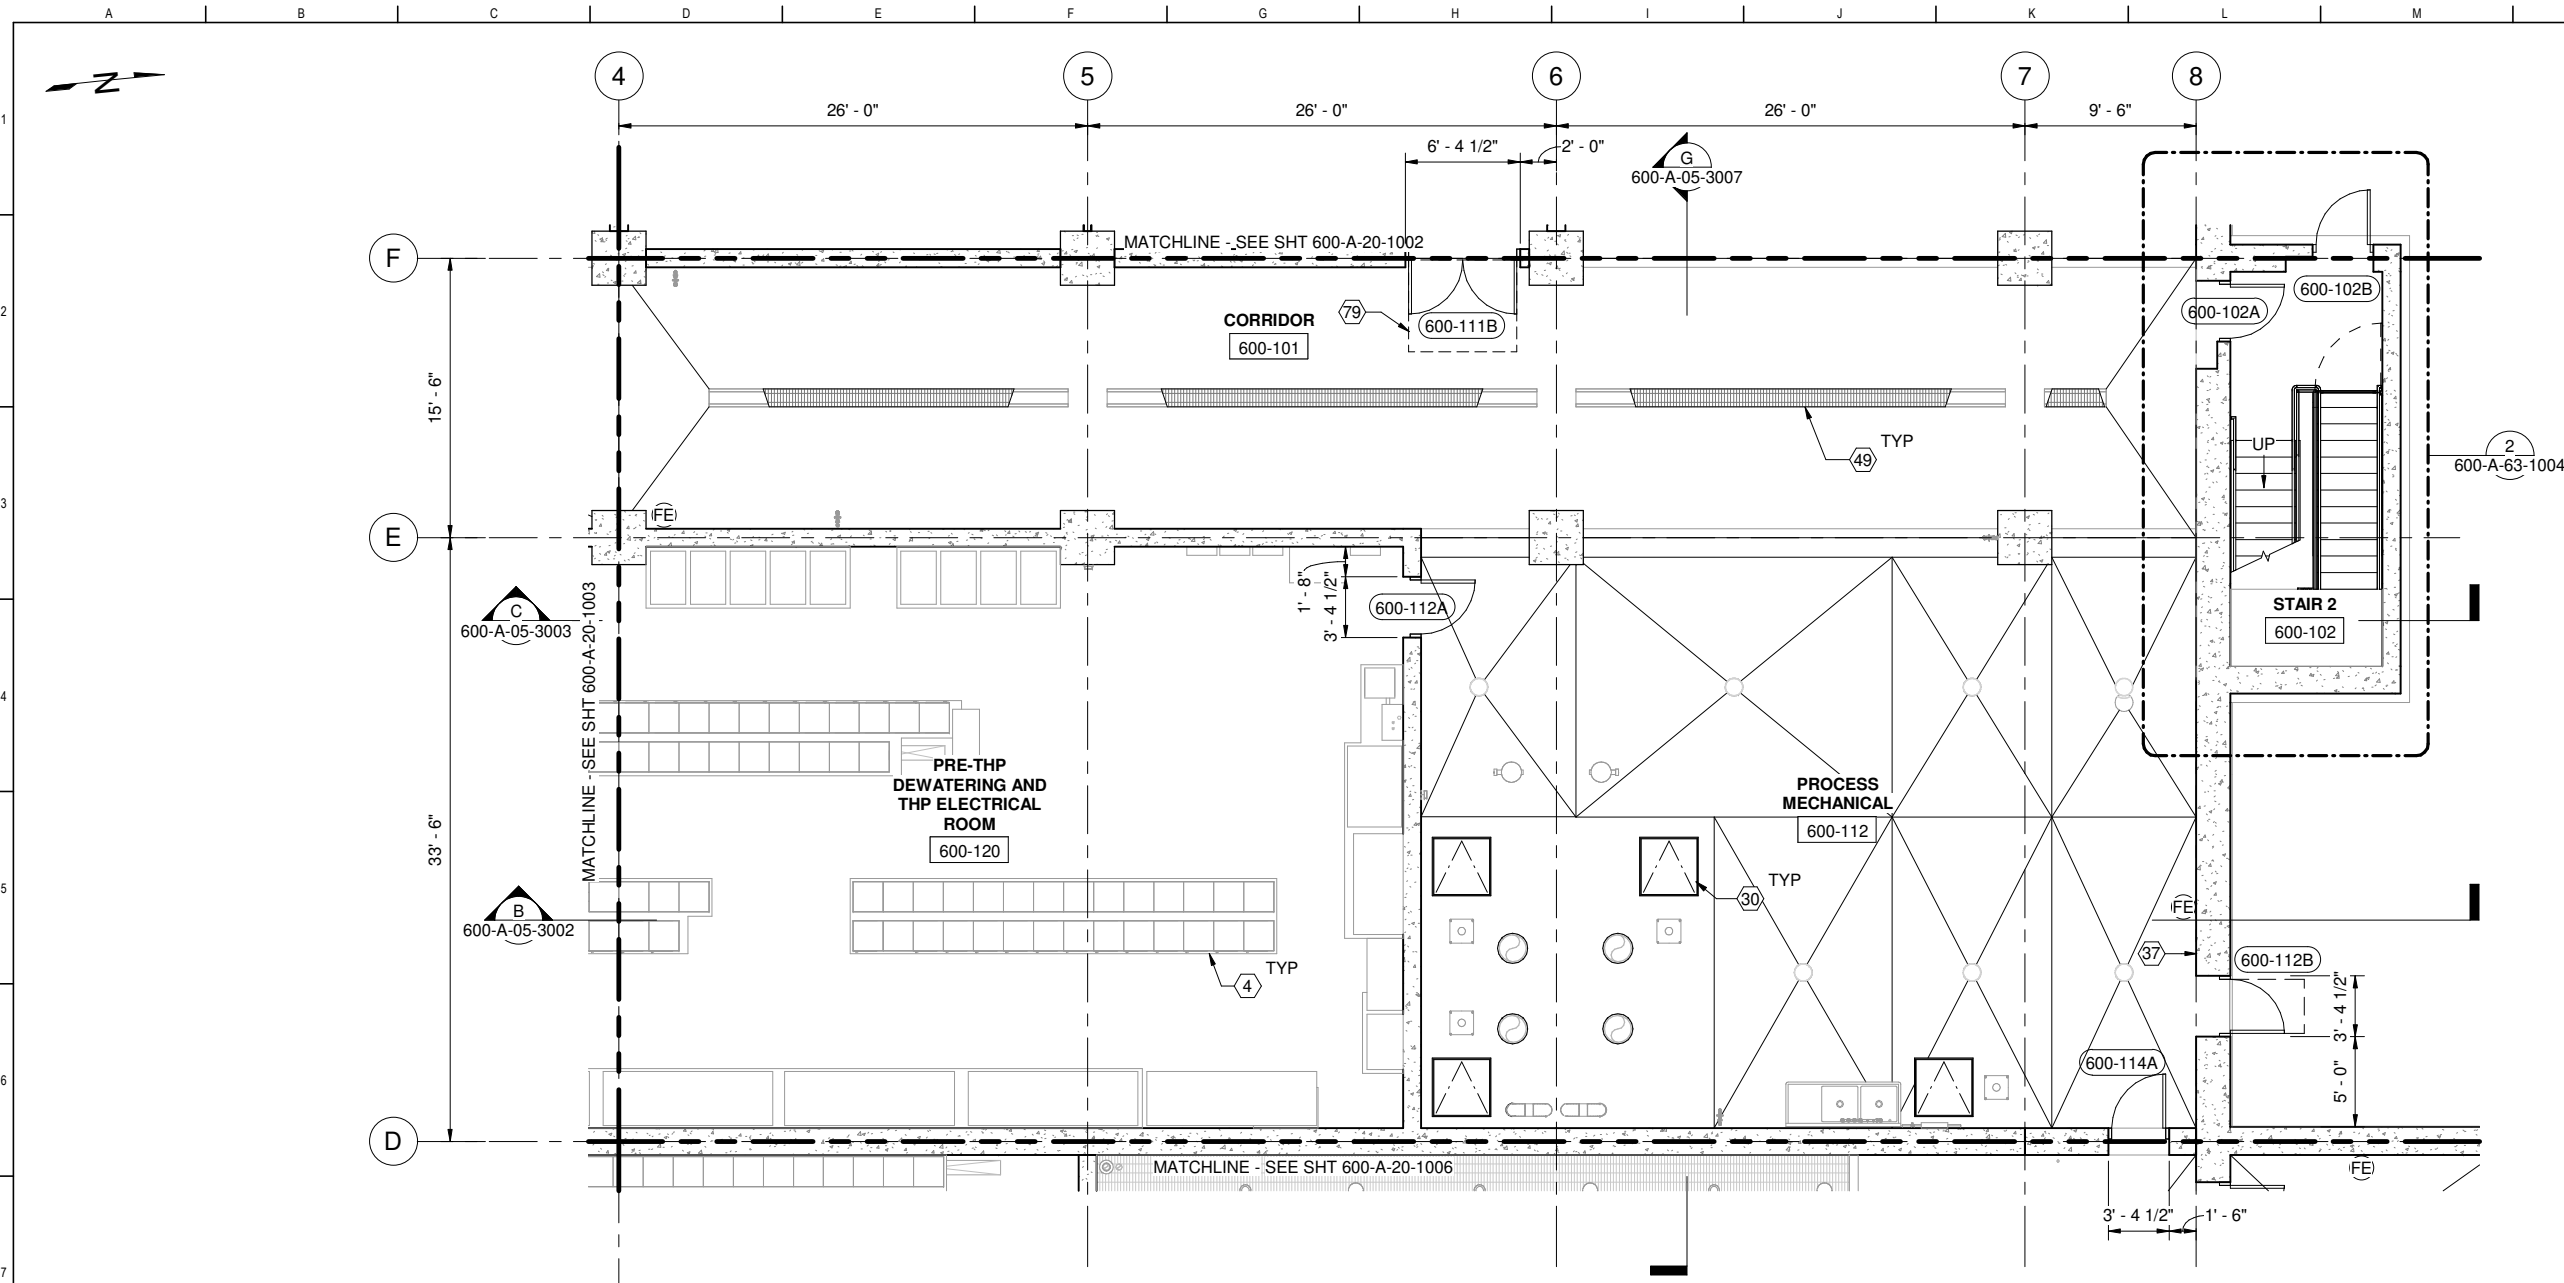 A
B
C
D
E
F
G
H
I
J
K
L
M
1
2
3
4
5
6
7
N
4
5
6
7
8
26' - 0"
26' - 0"
26' - 0"
9' - 6"
6' - 4 1/2"
2' - 0"
G
600-A-05-3007
F
MATCHLINE - SEE SHT 600-A-20-1002
600-102B
600-102A
CORRIDOR
600-101
79
600-111B
15' - 6"
TYP
49
UP
2
600-A-63-1004
FE
E
1' - 8"
3' - 4 1/2"
600-112A
C
600-A-05-3003
STAIR 2
600-102
MATCHLINE - SEE SHT 600-A-20-1003
PRE-THP
DEWATERING AND
THP ELECTRICAL
ROOM
600-120
PROCESS
MECHANICAL
600-112
33' - 6"
TYP
30
B
600-A-05-3002
FE
37
600-112B
TYP
4
3' - 4 1/2"
5' - 0"
600-114A
D
MATCHLINE - SEE SHT 600-A-20-1006
FE
3' - 4 1/2"
1' - 6"